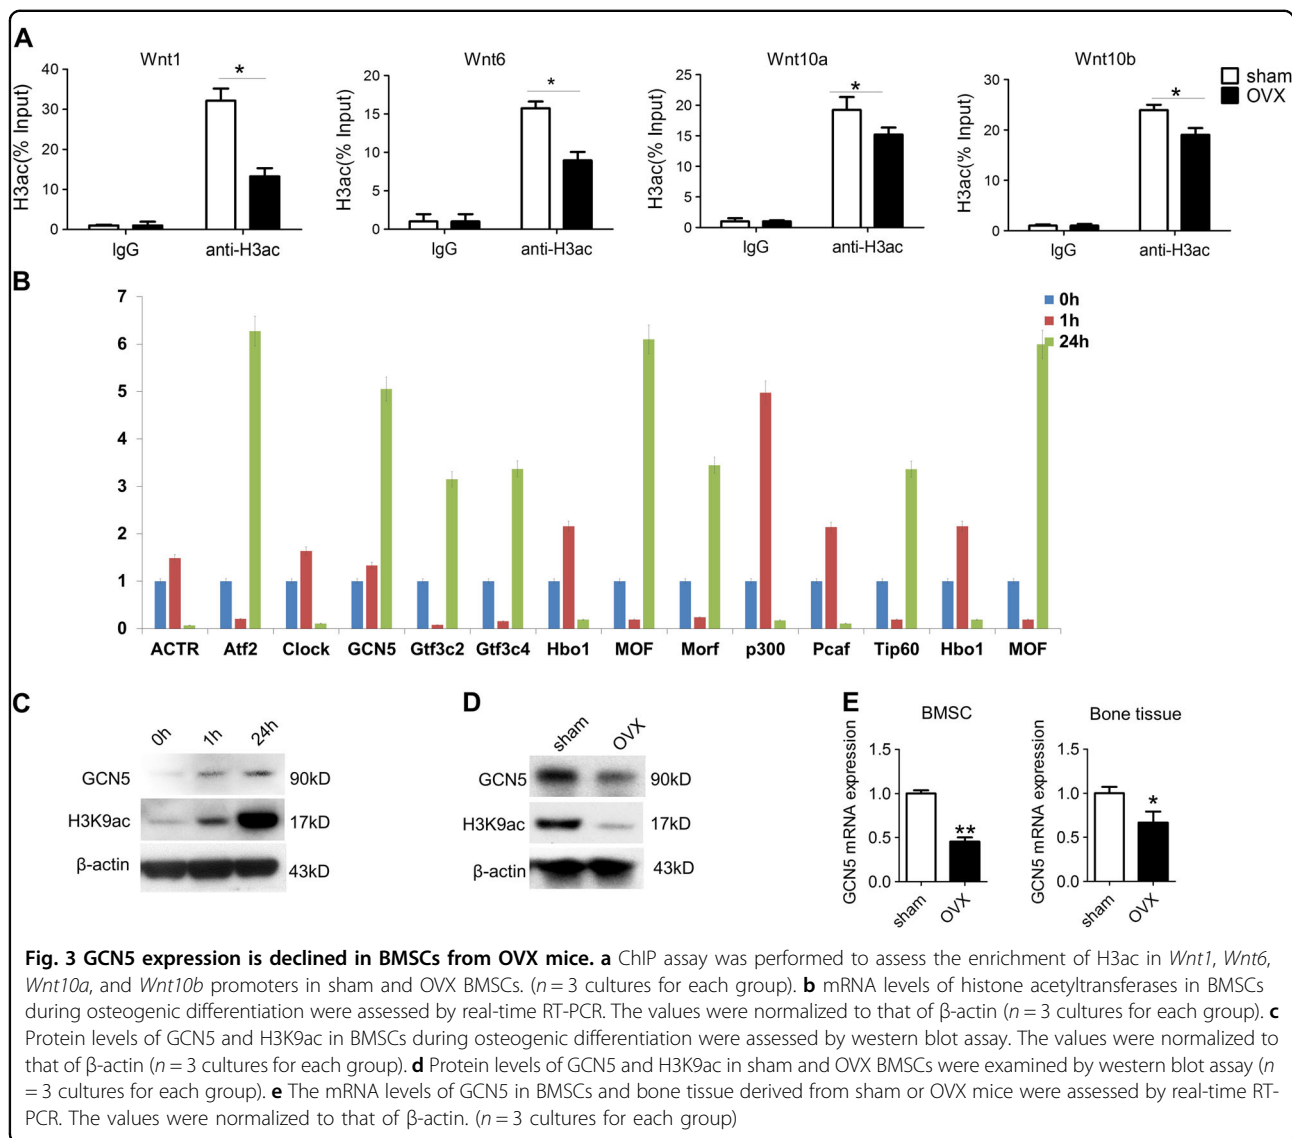 A
Wnt1
Wnt6
Wnt10a
Wnt10b
sham
OVX
H3ac(% Input)
40
30
20
10
0
*
IgG
anti-H3ac
H3ac(% Input)
20
15
10
5
0
*
IgG
anti-H3ac
H3ac(% Input)
25
20
15
10
5
0
*
IgG
anti-H3ac
H3ac(% Input)
30
20
10
0
*
IgG
anti-H3ac
B
7
6
5
4
3
2
1
0
0h
1h
24h
ACTR Atf2 Clock GCN5 Gtf3c2 Gtf3c4 Hbo1 MOF Morf p300 Pcaf Tip60 Hbo1 MOF
C
0h 1h 24h
GCN5 90kD
H3K9ac 17kD
β-actin 43kD
D
sham OVX
GCN5 90kD
H3K9ac 17kD
β-actin 43kD
E
BMSC
GCN5 mRNA expression
1.5
1.0
0.5
0.0
**
sham OVX
Bone tissue
GCN5 mRNA expression
1.5
1.0
0.5
0.0
*
sham OVX
Fig. 3 GCN5 expression is declined in BMSCs from OVX mice. a ChIP assay was performed to assess the enrichment of H3ac in Wnt1, Wnt6,
Wnt10a, and Wnt10b promoters in sham and OVX BMSCs. (n = 3 cultures for each group). b mRNA levels of histone acetyltransferases in BMSCs
during osteogenic differentiation were assessed by real-time RT-PCR. The values were normalized to that of β-actin (n = 3 cultures for each group). c
Protein levels of GCN5 and H3K9ac in BMSCs during osteogenic differentiation were assessed by western blot assay. The values were normalized to
that of β-actin (n = 3 cultures for each group). d Protein levels of GCN5 and H3K9ac in sham and OVX BMSCs were examined by western blot assay (n
= 3 cultures for each group). e The mRNA levels of GCN5 in BMSCs and bone tissue derived from sham or OVX mice were assessed by real-time RT-
PCR. The values were normalized to that of β-actin. (n = 3 cultures for each group)